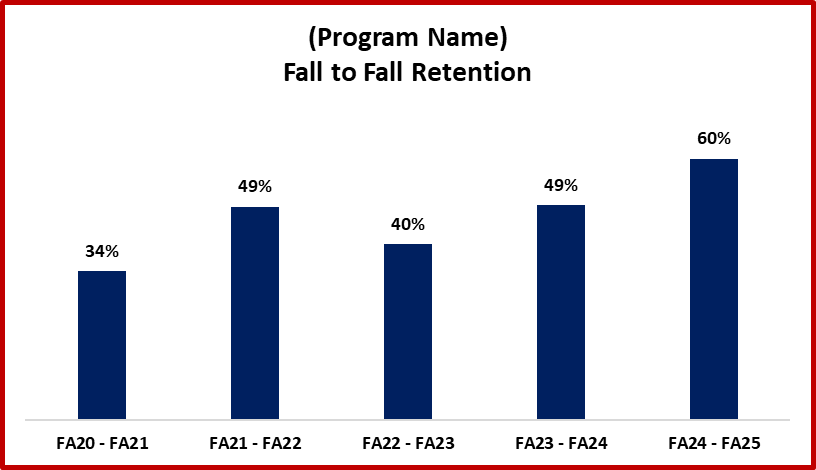 (Program Name)
Fall to Fall Retention
34%
49%
40%
49%
60%
FA20 - FA21
FA21 - FA22
FA22 - FA23
FA23 - FA24
FA24 - FA25